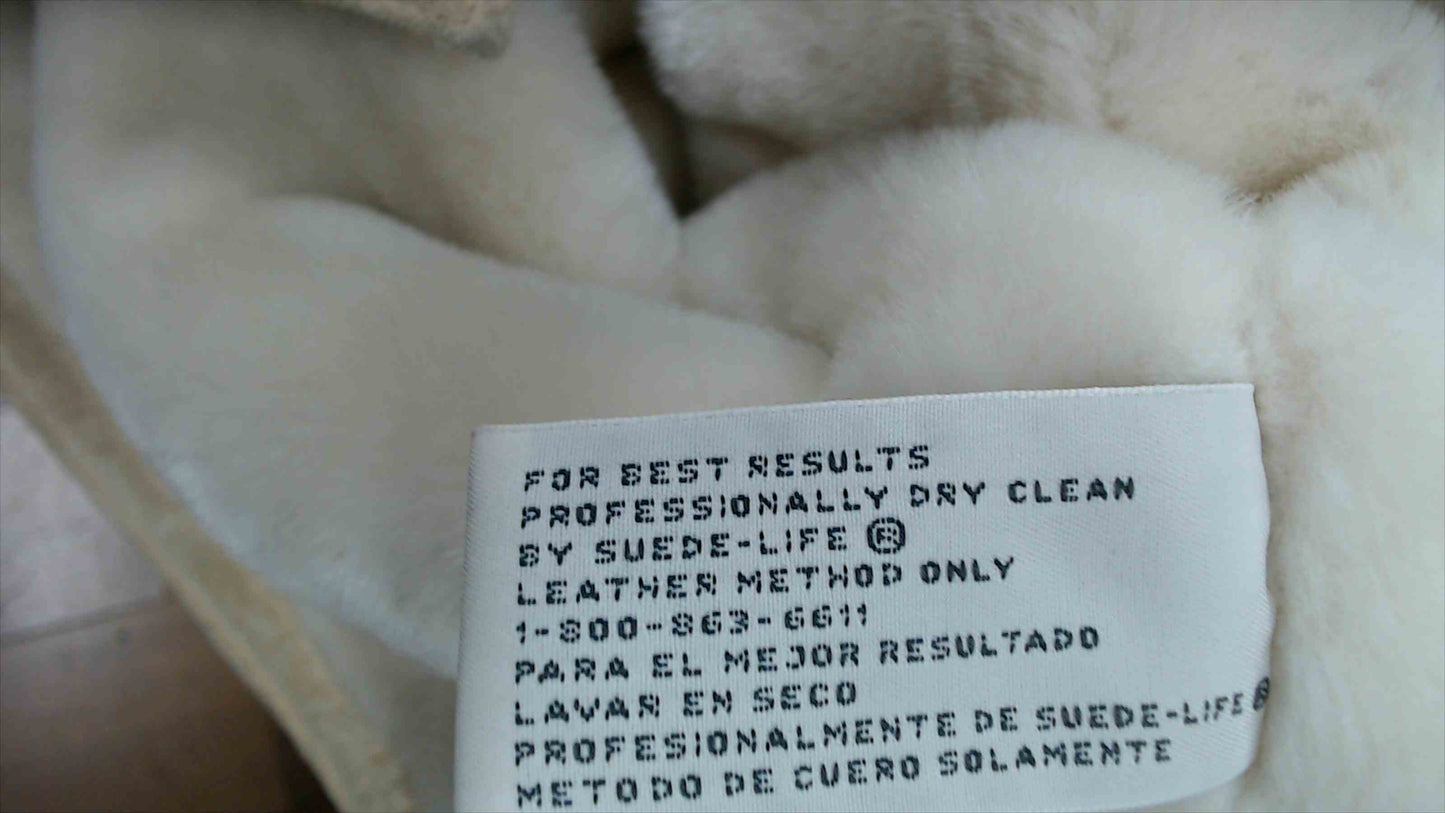 FOR BEST RESULTS
PROFESSIONALLY DRY CLEAN
BY SUEDE-LIFE ®
LEATHER METHOD ONLY
1-800-863-6611
PARA EL MEJOR RESULTADO
LAVAR EN SECO
PROFESIONALMENTE DE SUEDE-LIFE ®
METODO DE CUERO SOLAMENTE